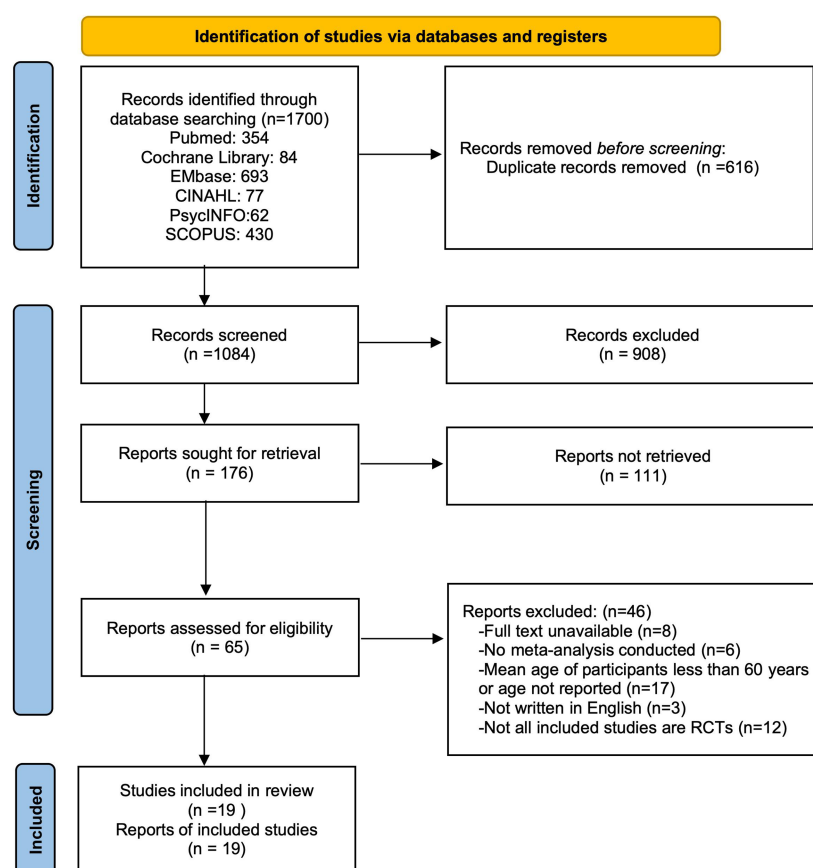 Identification of studies via databases and registers
Identification
Records identified through
database searching (n=1700)
Pubmed: 354
Cochrane Library: 84
EMbase: 693
CINAHL: 77
PsycINFO:62
SCOPUS: 430
Records removed before screening:
Duplicate records removed (n =616)
Screening
Records screened
(n =1084)
Records excluded
(n = 908)
Reports sought for retrieval
(n = 176)
Reports not retrieved
(n = 111)
Reports assessed for eligibility
(n = 65)
Reports excluded: (n=46)
-Full text unavailable (n=8)
-No meta-analysis conducted (n=6)
-Mean age of participants less than 60 years
or age not reported (n=17)
-Not written in English (n=3)
-Not all included studies are RCTs (n=12)
Included
Studies included in review
(n =19 )
Reports of included studies
(n = 19)